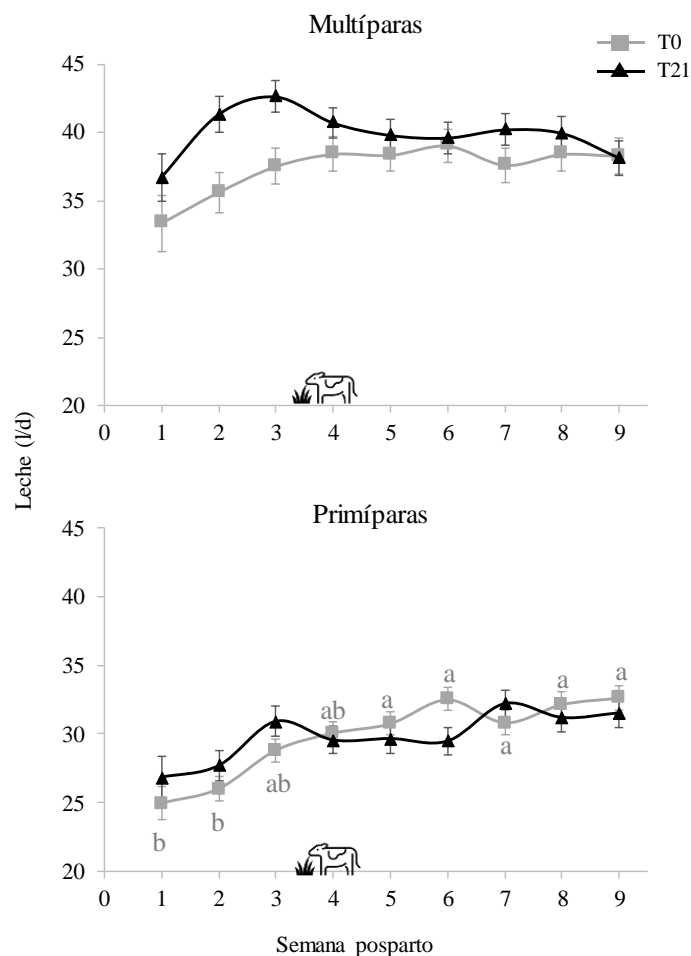 Multíparas
T0
T21
45
40
35
30
25
20
0 1 2 3 4 5 6 7 8 9
Leche (l/d)
Primíparas
45
40
35
30
25
20
b b ab ab a a a a a
0 1 2 3 4 5 6 7 8 9
Semana posparto